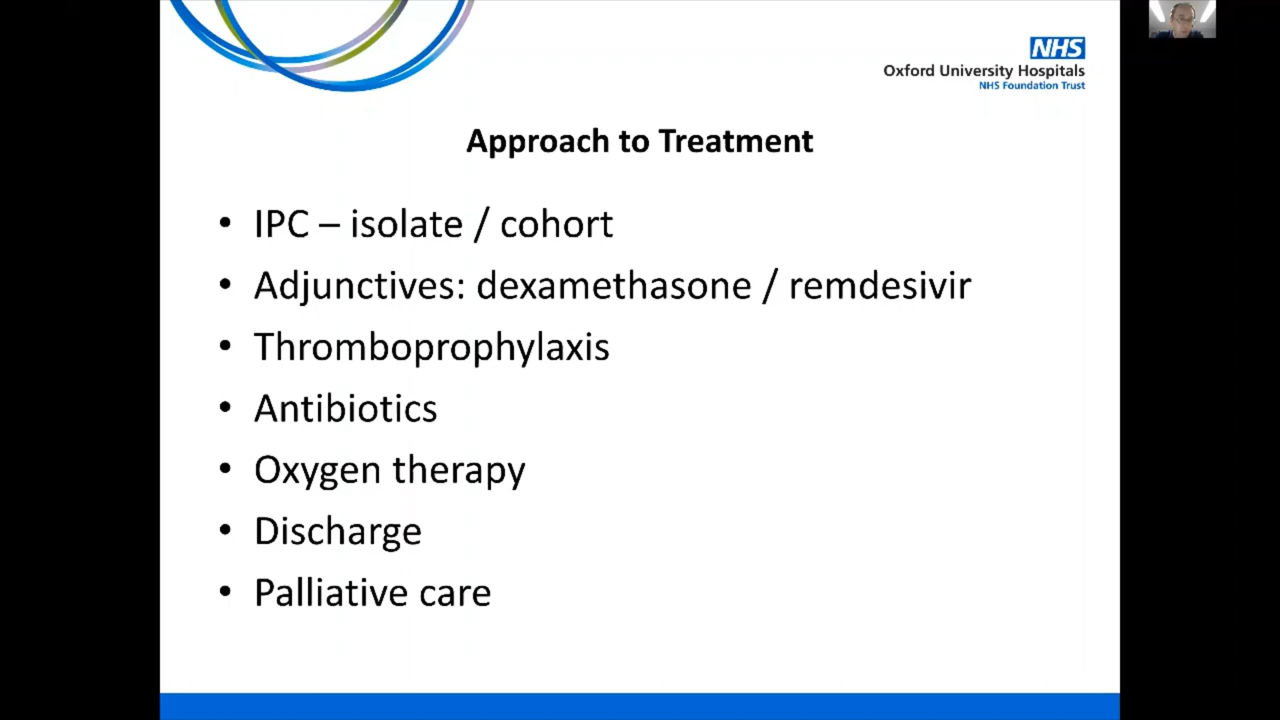 NHS
Oxford University Hospitals
NHS Foundation Trust
Approach to Treatment
• IPC – isolate / cohort
• Adjunctives: dexamethasone / remdesivir
• Thromboprophylaxis
• Antibiotics
• Oxygen therapy
• Discharge
• Palliative care